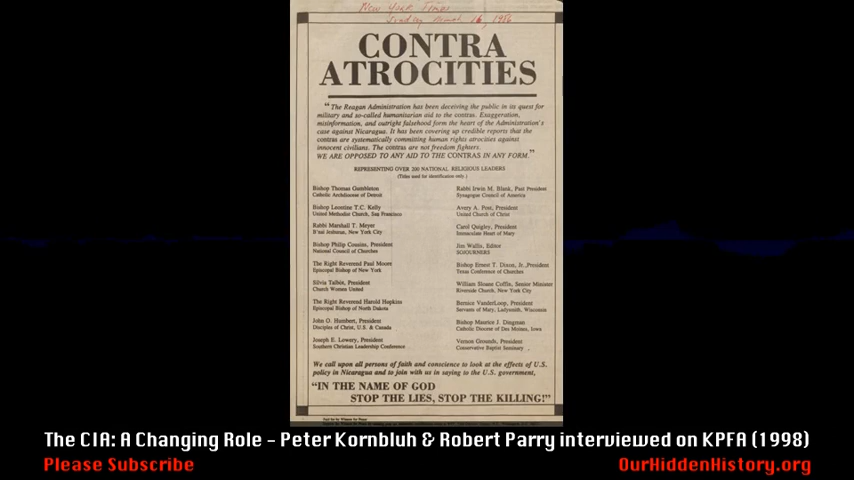 New York Times
Sunday March 16, 1986
CONTRA
ATROCITIES
"The Reagan Administration has been deceiving the public in its quest for
military and so-called humanitarian aid to the contras. Exaggeration,
misinformation, and outright falsehood form the heart of the Administration's
case against Nicaragua. It has been covering up credible reports that the
contras are systematically committing human rights atrocities against
innocent civilians. The contras are not freedom fighters.
WE ARE OPPOSED TO ANY AID TO THE CONTRAS IN ANY FORM."
REPRESENTING OVER 200 NATIONAL RELIGIOUS LEADERS
(Titles used for identification only.)
Bishop Thomas Gumbleton
Catholic Archdiocese of Detroit
Bishop Leontine T.C. Kelly
United Methodist Church, San Francisco
Rabbi Marshall T. Meyer
B'nai Jeshurun, New York City
Bishop Philip Cousins, President
National Council of Churches
The Right Reverend Paul Moore
Episcopal Bishop of New York
Silvia Talbot, President
Church Women United
The Right Reverend Harold Hopkins
Episcopal Bishop of North Dakota
John O. Humbert, President
Disciples of Christ, U.S. & Canada
Joseph E. Lowery, President
Southern Christian Leadership Conference
Rabbi Irwin M. Blank, Past President
Synagogue Council of America
Avery A. Post, President
United Church of Christ
Carol Quigley, President
Immaculate Heart of Mary
Jim Wallis, Editor
SOJOURNERS
Bishop Ernest T. Dixon, Jr., President
Texas Conference of Churches
William Sloane Coffin, Senior Minister
Riverside Church, New York City
Bernice VanderLoop, President
Servants of Mary, Ladysmith, Wisconsin
Bishop Maurice J. Dingman
Catholic Diocese of Des Moines, Iowa
Vernon Grounds, President
Conservative Baptist Seminary
We call upon all persons of faith and conscience to look at the effects of U.S.
policy in Nicaragua and to join with us in saying to the U.S. government,
"IN THE NAME OF GOD
STOP THE LIES, STOP THE KILLING!"
The CIA: A Changing Role - Peter Kornbluh & Robert Parry interviewed on KPFA (1998)
Please Subscribe
OurHiddenHistory.org